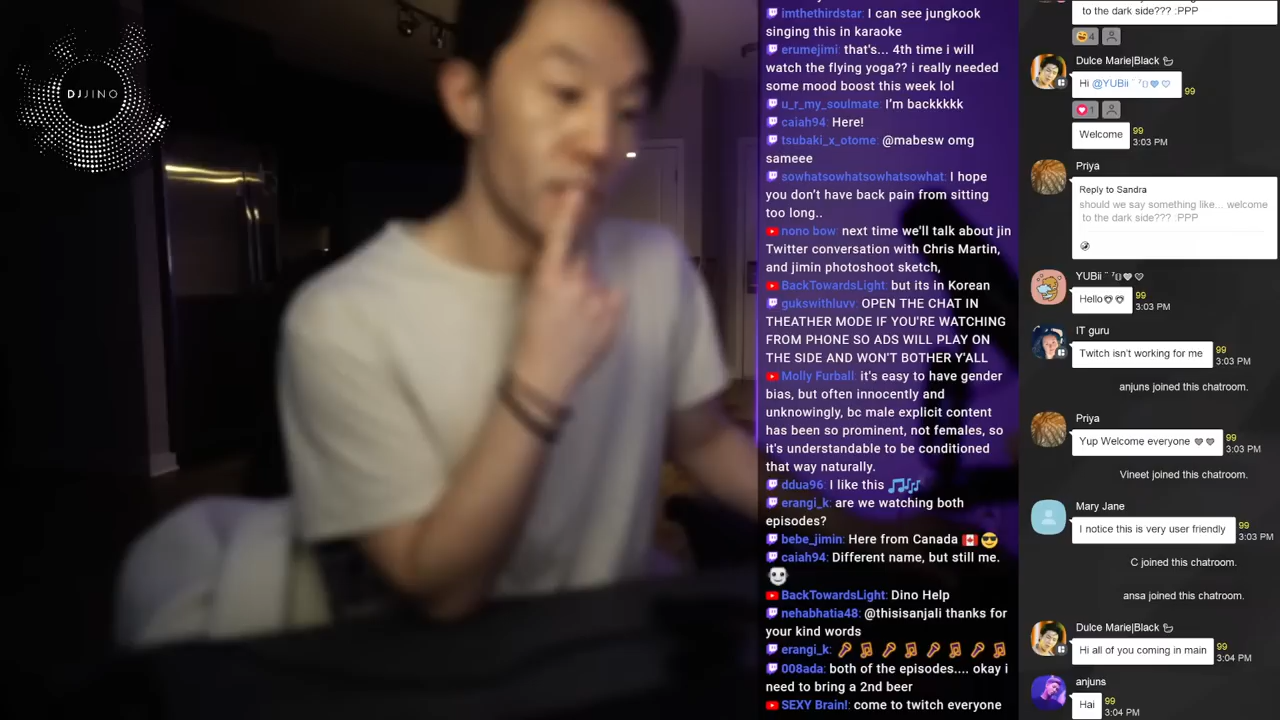 DJJINO
imthethirdstar: I can see jungkook
singing this in karaoke
erumejimi: that's... 4th time i will
watch the flying yoga?? i really needed
some mood boost this week lol
u_r_my_soulmate: I'm backkkkk
caiah94: Here!
tsubaki_x_otome: @mabesw omg
sameee
sowhatsowhatsowhatsowhat: I hope
you don't have back pain from sitting
too long..
nono bow: next time we'll talk about jin
Twitter conversation with Chris Martin,
and jimin photoshoot sketch,
BackTowardsLight: but its in Korean
gukswithluvv: OPEN THE CHAT IN
THEATHER MODE IF YOU'RE WATCHING
FROM PHONE SO ADS WILL PLAY ON
THE SIDE AND WON'T BOTHER Y'ALL
Molly Furball: it's easy to have gender
bias, but often innocently and
unknowingly, bc male explicit content
has been so prominent, not females, so
it's understandable to be conditioned
that way naturally.
ddua96: I like this 🎵🎶
erangi_k: are we watching both
episodes?
bebe_jimin: Here from Canada 🇨🇦 😎
caiah94: Different name, but still me.
BackTowardsLight: Dino Help
nehabhatia48: @thisisanjali thanks for
your kind words
erangi_k:
008ada: both of the episodes.... okay i
need to bring a 2nd beer
SEXY Brain!: come to twitch everyone
to the dark side??? :PPP
4
Dulce Marie|Black
Hi @YUBii
99
1
Welcome
99
3:03 PM
Priya
Reply to Sandra
should we say something like... welcome
to the dark side??? :PPP
YUBii
Hello
99
3:03 PM
IT guru
Twitch isn't working for me
99
3:03 PM
anjuns joined this chatroom.
Priya
Yup Welcome everyone
99
3:03 PM
Vineet joined this chatroom.
Mary Jane
I notice this is very user friendly
99
3:03 PM
C joined this chatroom.
ansa joined this chatroom.
Dulce Marie|Black
Hi all of you coming in main
99
3:04 PM
anjuns
Hai
99
3:04 PM